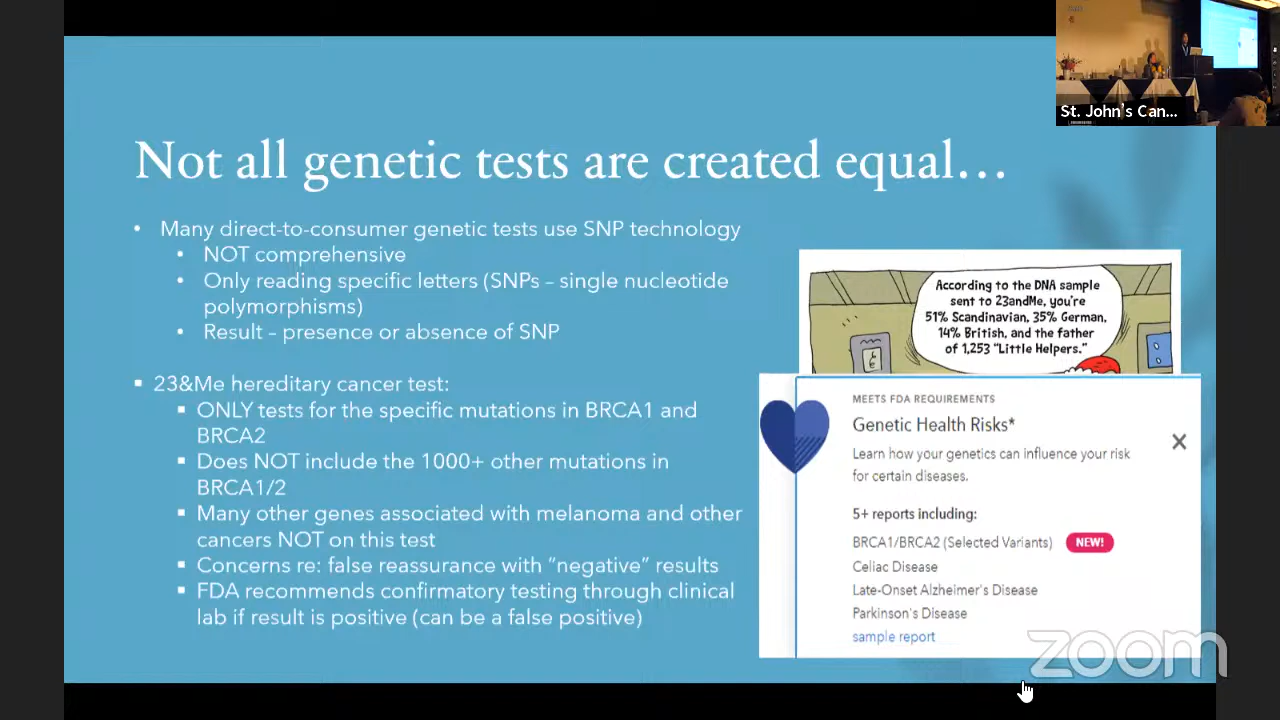 St. John's Can...
Not all genetic tests are created equal...
• Many direct-to-consumer genetic tests use SNP technology
• NOT comprehensive
• Only reading specific letters (SNPs – single nucleotide
polymorphisms)
• Result – presence or absence of SNP
▪ 23&Me hereditary cancer test:
▪ ONLY tests for the specific mutations in BRCA1 and
BRCA2
▪ Does NOT include the 1000+ other mutations in
BRCA1/2
▪ Many other genes associated with melanoma and other
cancers NOT on this test
▪ Concerns re: false reassurance with “negative” results
▪ FDA recommends confirmatory testing through clinical
lab if result is positive (can be a false positive)
According to the DNA sample
sent to 23andMe, you're
51% Scandinavian, 35% German,
14% British, and the father
of 1,253 “Little Helpers.”
MEETS FDA REQUIREMENTS
Genetic Health Risks*
Learn how your genetics can influence your risk
for certain diseases.
5+ reports including:
BRCA1/BRCA2 (Selected Variants) NEW!
Celiac Disease
Late-Onset Alzheimer's Disease
Parkinson's Disease
sample report
zoom